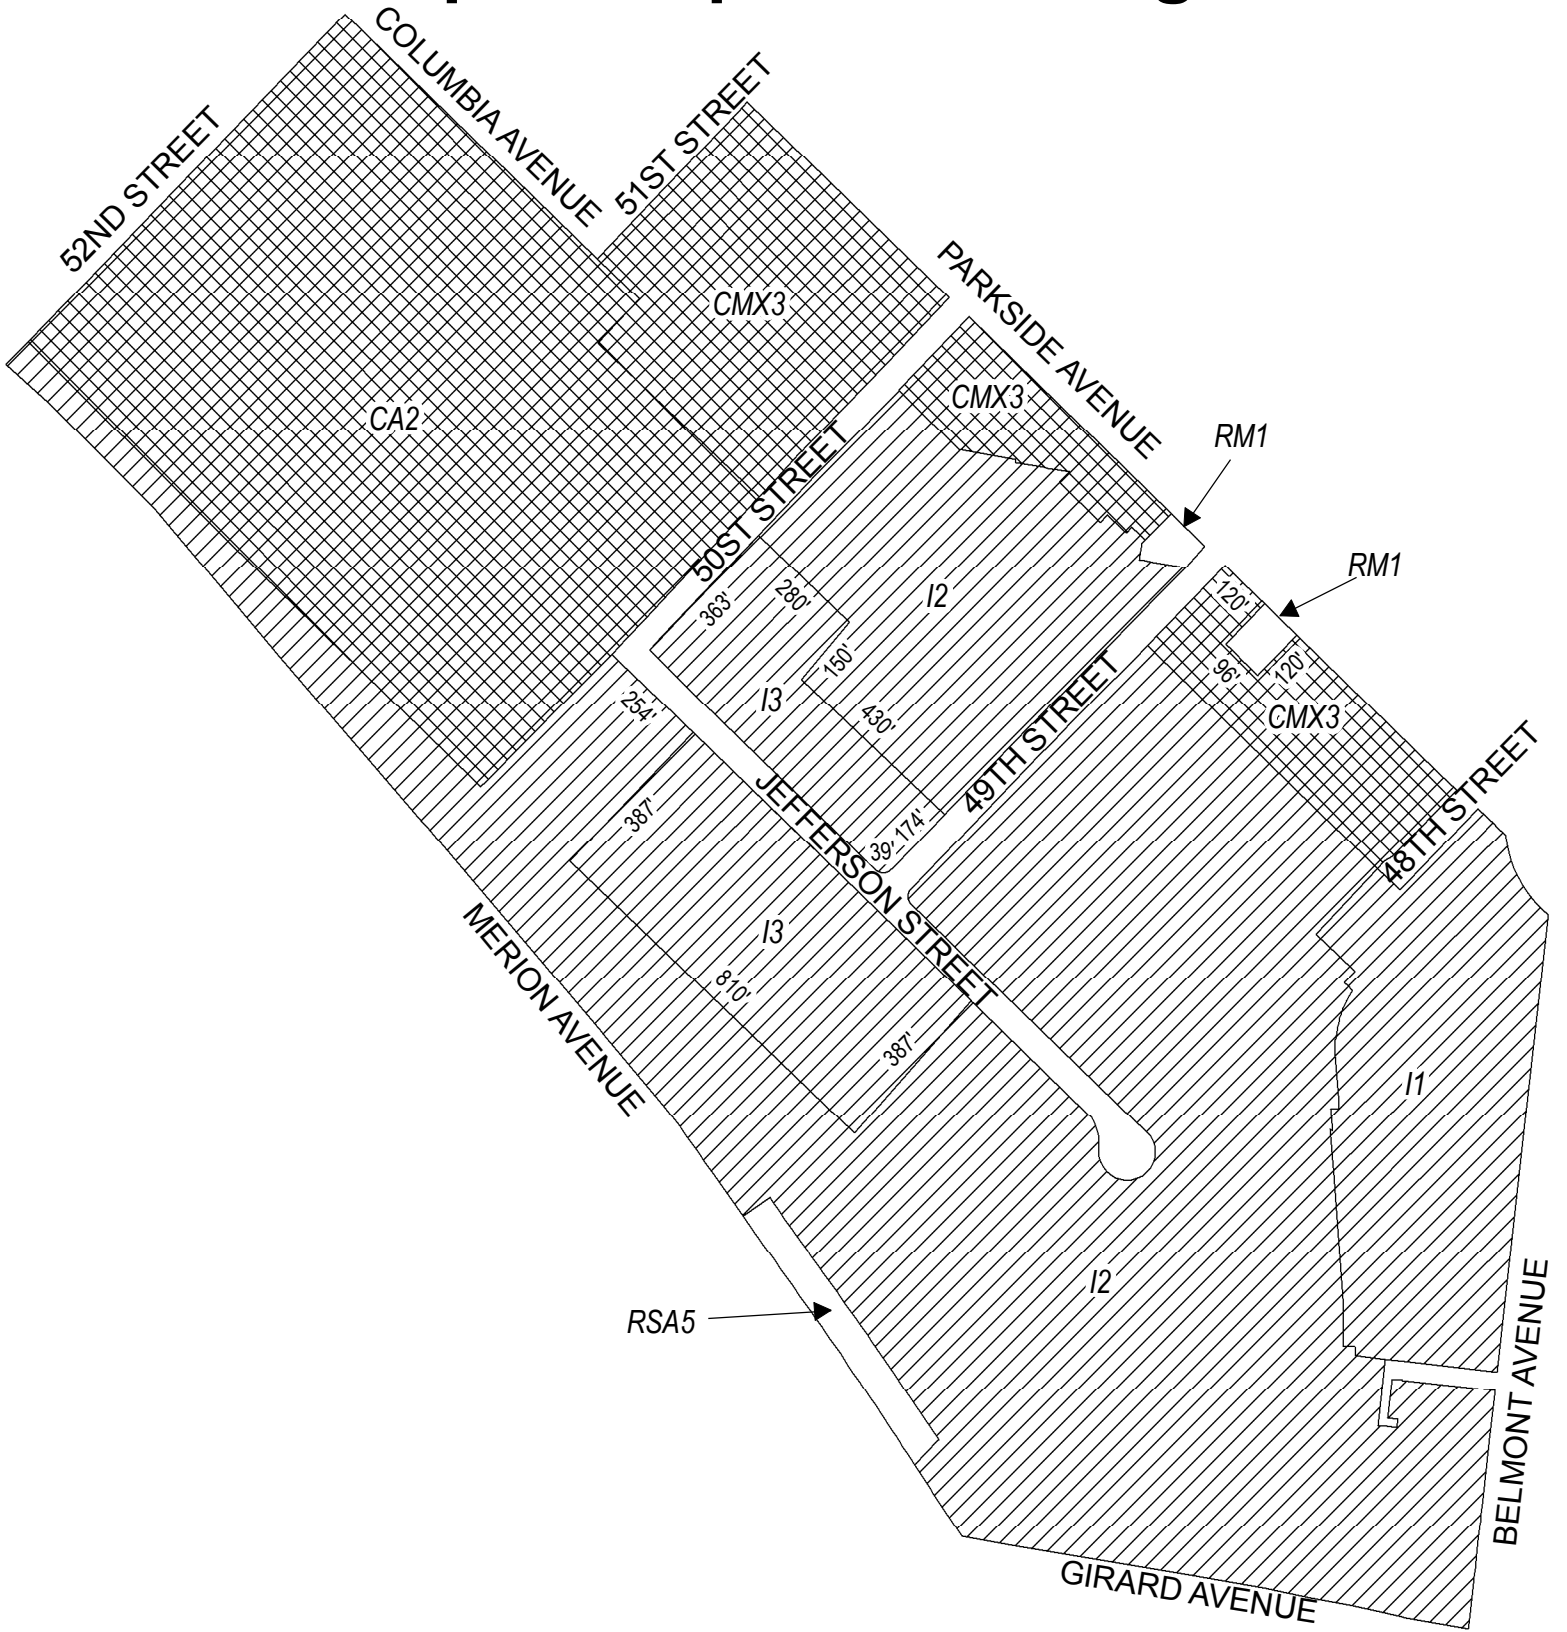 COLUMBIA AVENUE
51ST STREET
52ND STREET
PARKSIDE AVENUE
CMX3
CMX3
CA2
RM1
50ST STREET
RM1
I2
280'
363'
120'
150'
120'
96'
I3
254'
430'
CMX3
49TH STREET
48TH STREET
JEFFERSON STREET
387'
174'
39'
I3
MERION AVENUE
810'
387'
I1
I2
RSA5
BELMONT AVENUE
GIRARD AVENUE